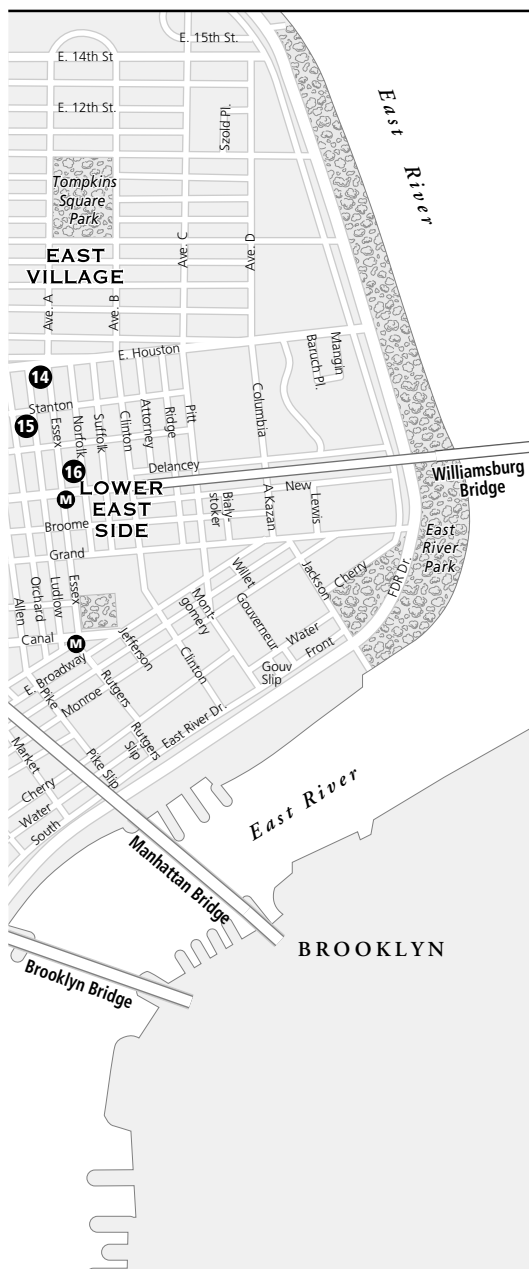 E. 15th St.
E. 14th St
E. 12th St.
Szold Pl.
East River
Tompkins
Square
Park
EAST
VILLAGE
Ave. A
Ave. B
Ave. C
Ave. D
E. Houston
Mangin
Baruch Pl.
14
Stanton
15
Essex
Norfolk
Suffolk
Clinton
Attorney
Ridge
Pitt
Columbia
16
Delancey
Williamsburg
Bridge
M
LOWER
EAST
SIDE
New
Broome
Bialy-
stoker
A Kazan
Lewis
East
River
Park
Grand
FDR Dr.
Willet
Jackson
Cherry
Allen
Orchard
Ludlow
Essex
Mont-
gomery
Gouverneur
Water
Front
Canal
M
Jefferson
Clinton
Gouv
Slip
E. Broadway
Pike
Monroe
Rutgers
Rutgers
Slip
East River Dr.
Market
Pike Slip
Cherry
Water
South
East River
Manhattan Bridge
BROOKLYN
Brooklyn Bridge